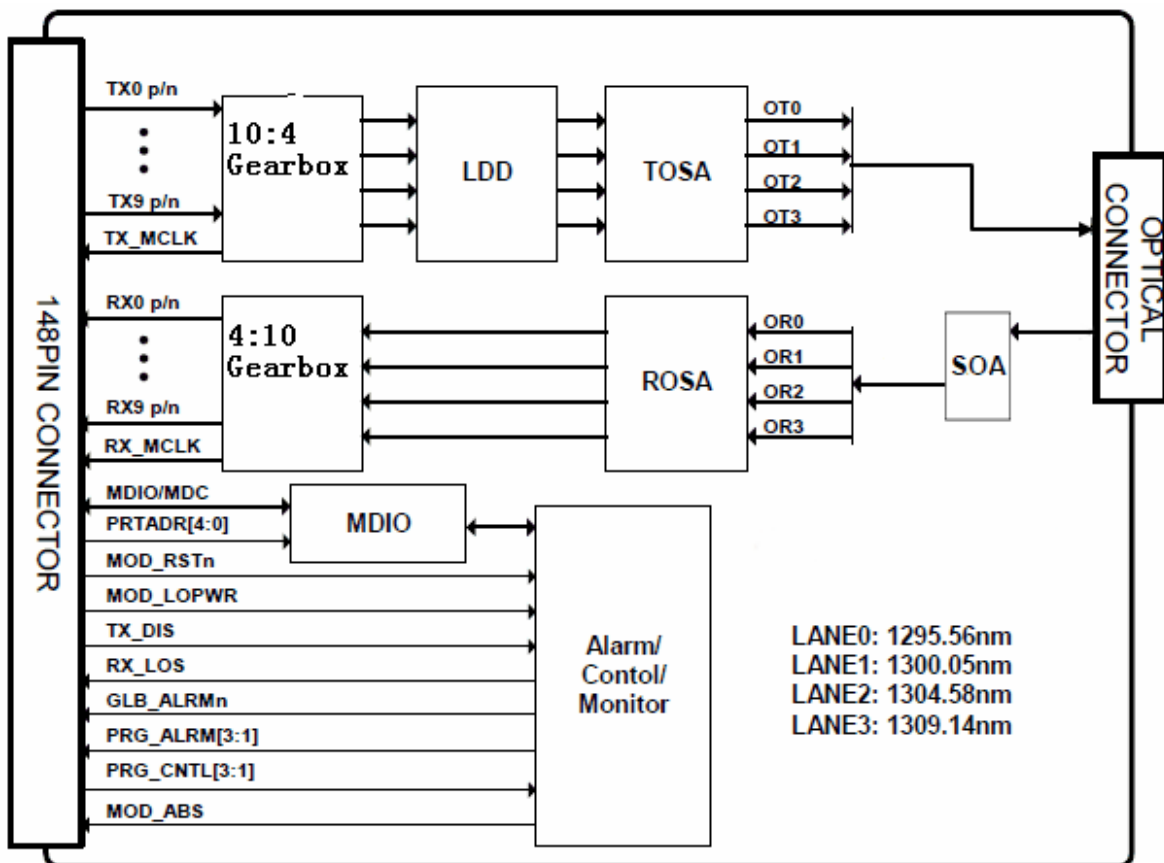 148PIN CONNECTOR
TX0 p/n
TX9 p/n
TX_MCLK
10:4
Gearbox
LDD
TOSA
OT0
OT1
OT2
OT3
OPTICAL
CONNECTOR
RX0 p/n
RX9 p/n
RX_MCLK
4:10
Gearbox
ROSA
OR0
OR1
OR2
OR3
SOA
MDIO/MDC
PRTADR[4:0]
MOD_RSTn
MOD_LOPWR
TX_DIS
RX_LOS
GLB_ALRMn
PRG_ALRM[3:1]
PRG_CNTL[3:1]
MOD_ABS
MDIO
Alarm/
Contol/
Monitor
LANE0: 1295.56nm
LANE1: 1300.05nm
LANE2: 1304.58nm
LANE3: 1309.14nm